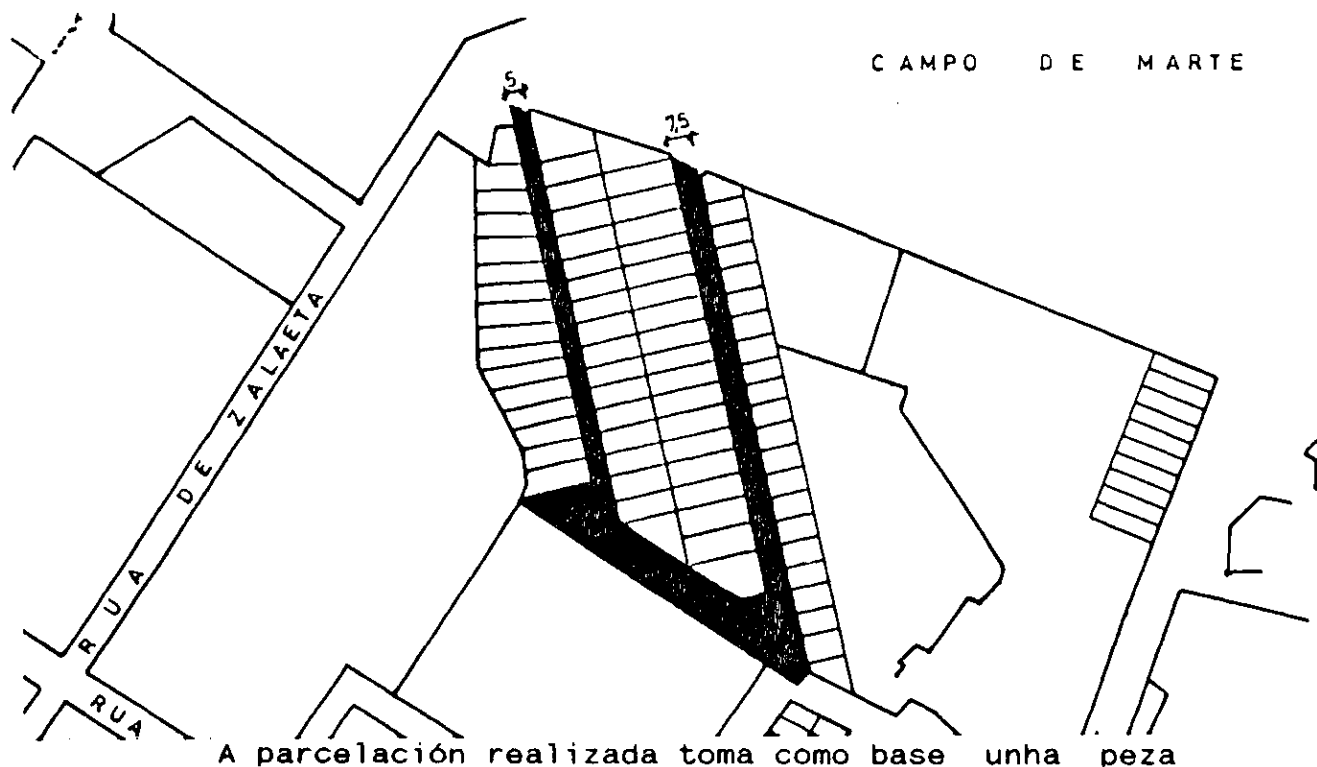 CAMPO DE MARTE
5
7,5
RUA DE ZALAETA
RUA
A parcelación realizada toma como base unha peza